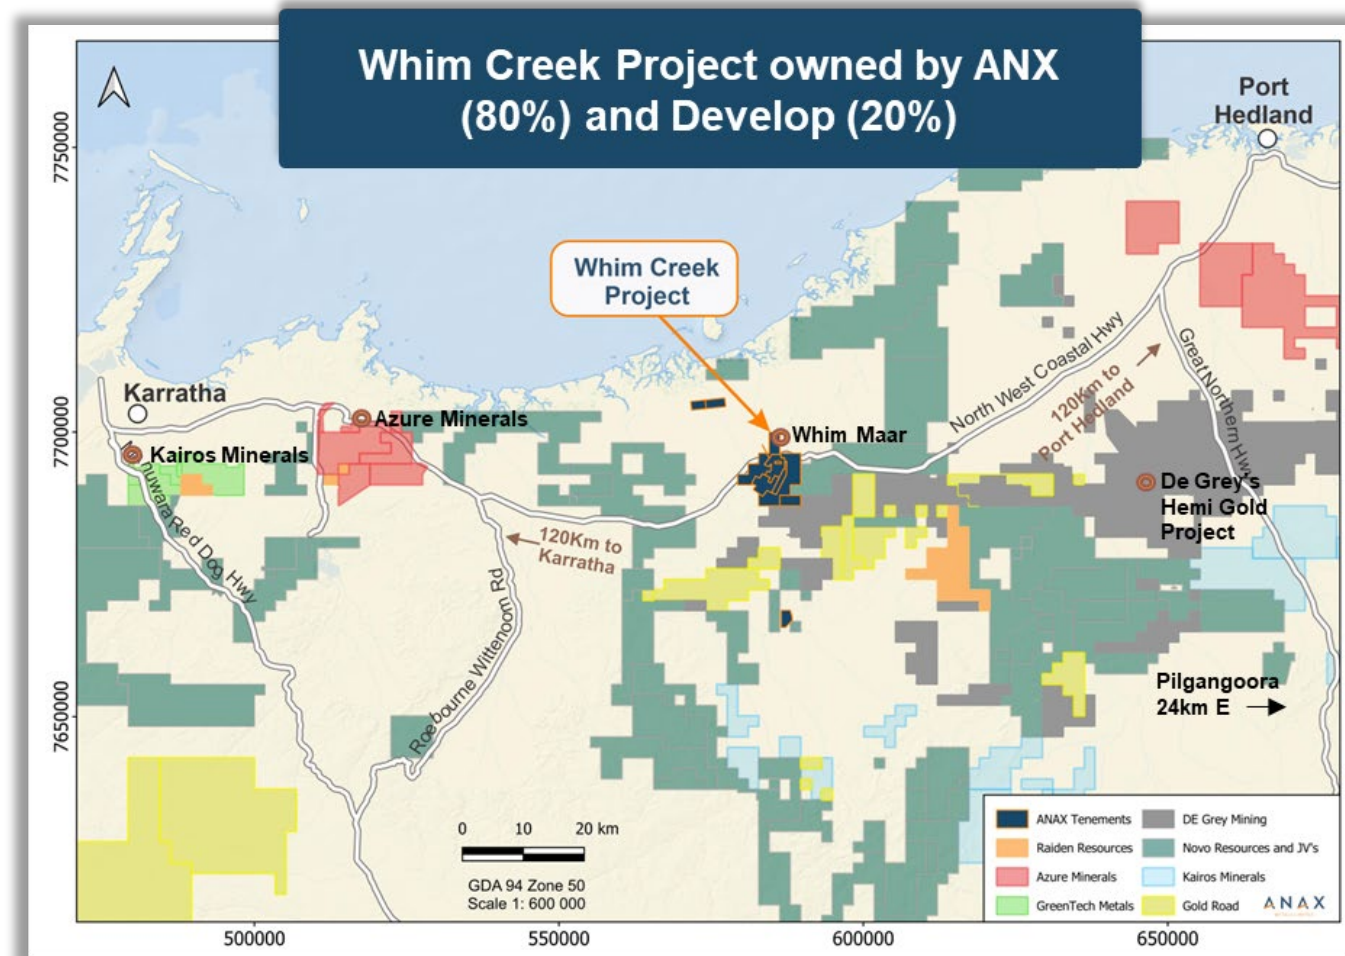 Whim Creek Project owned by ANX
(80%) and Develop (20%)
Port
Hedland
7750000
Whim Creek
Project
North West Coastal Hwy
120Km to
Port Hedland
Great Northern Hwy
Karratha
Azure Minerals
7700000
Whim Maar
Kairos Minerals
De Grey's
Hemi Gold
Project
nuwara Red Dog Hwy
120Km to
Karratha
Roebourne Wittenoom Rd
Pilgangoora
24km E
7650000
0 10 20 km
GDA 94 Zone 50
Scale 1: 600 000
ANAX Tenements
DE Grey Mining
Raiden Resources
Novo Resources and JV's
Azure Minerals
Kairos Minerals
GreenTech Metals
Gold Road
ANAX
500000
550000
600000
650000